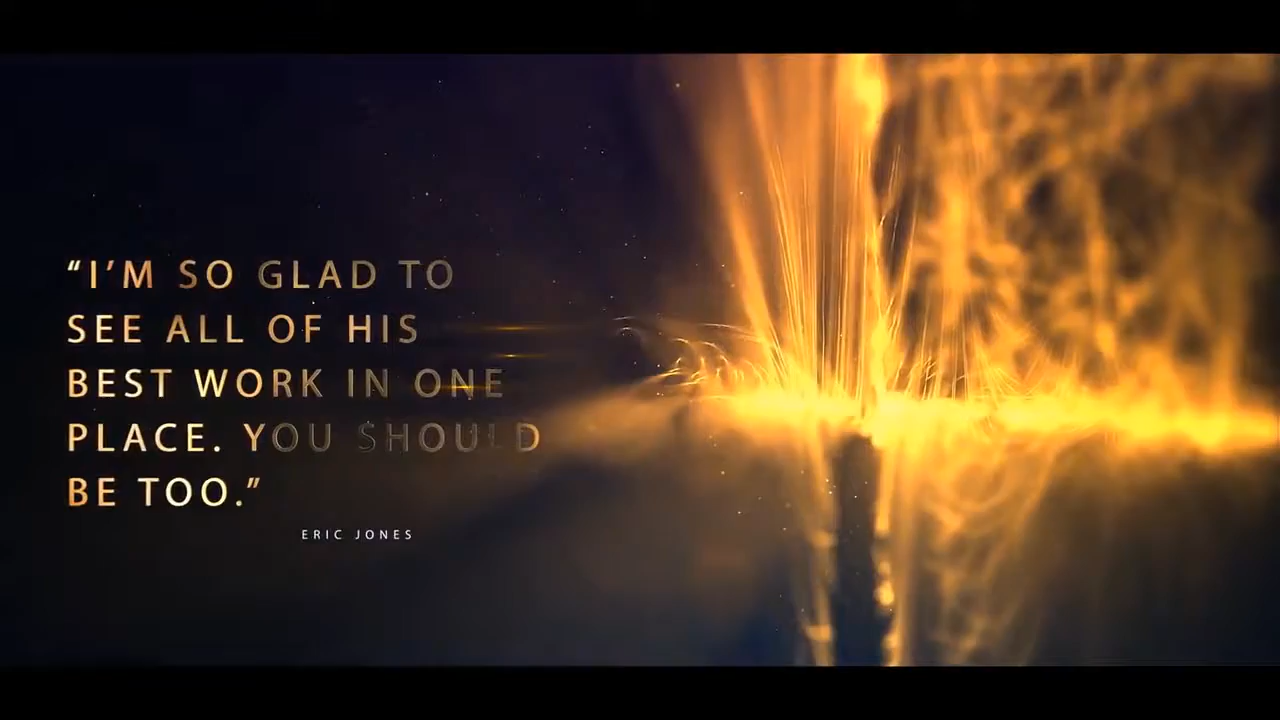 “I’M SO GLAD TO
SEE ALL OF HIS
BEST WORK IN ONE
PLACE. YOU SHOULD
BE TOO.”
ERIC JONES